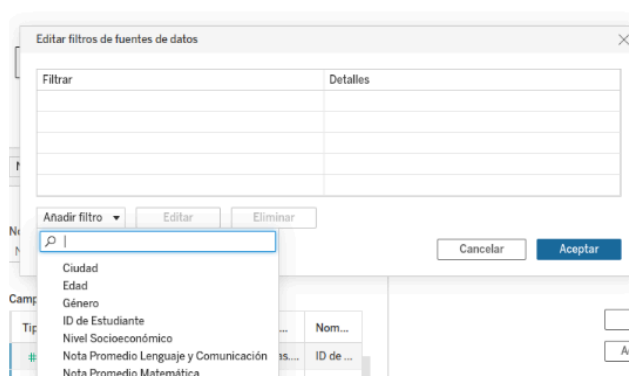 Editar filtros de fuentes de datos
Filtrar Detalles
Añadir filtro Editar Eliminar
Cancelar Aceptar
Ciudad
Edad
Género
Camp
ID de Estudiante
Tip ... Nom...
Nivel Socioeconómico
# Nota Promedio Lenguaje y Comunicación ns.... ID de ...
Nota Promedio Matemática